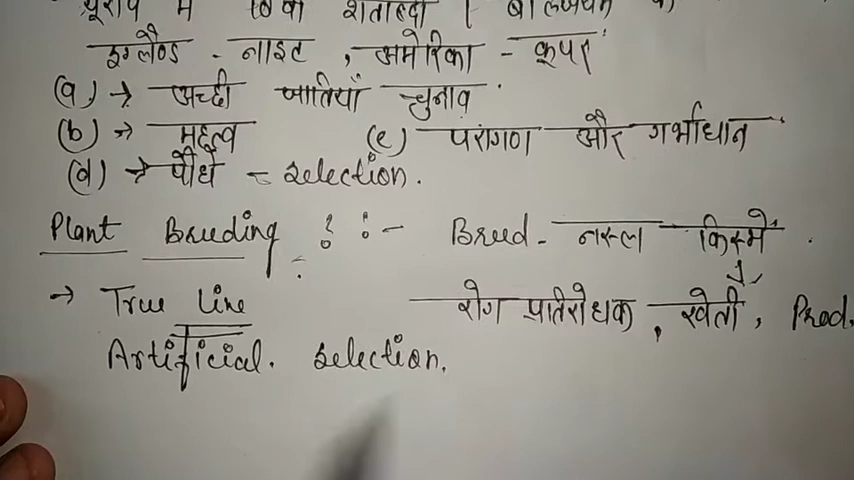 यूरोप में 18वीं शताब्दी
इंग्लैण्ड - नाइट , अमेरिका - कूपर
(a) → अच्छी जातियाँ चुनाव
(b) → महत्व (c) परागण और गर्भाधान
(d) → पौधे - selection.
Plant Breeding :- Breed - नस्ल किस्में
→ True Line रोग प्रतिरोधक , खेती , Prod.
Artificial. selection.